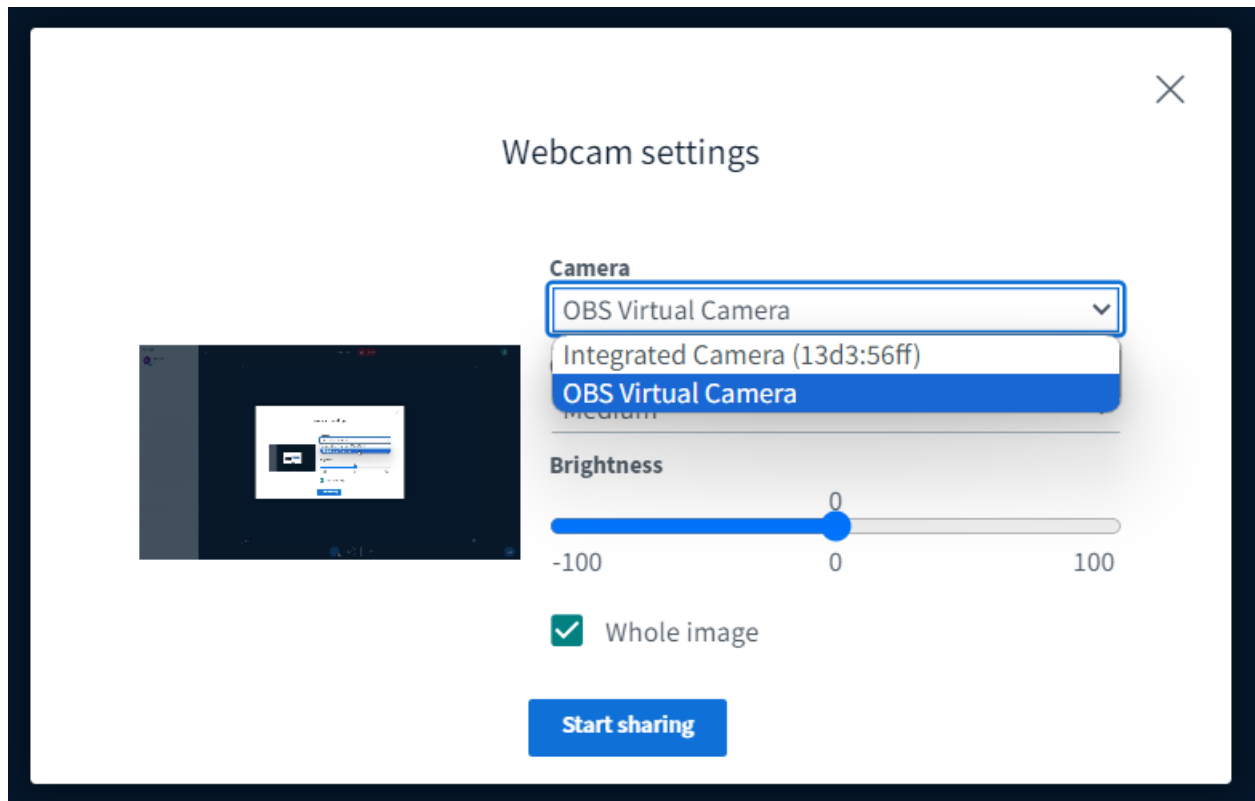 Webcam settings
Camera
OBS Virtual Camera
Integrated Camera (13d3:56ff)
OBS Virtual Camera
Medium
Brightness
0
-100 0 100
Whole image
Start sharing